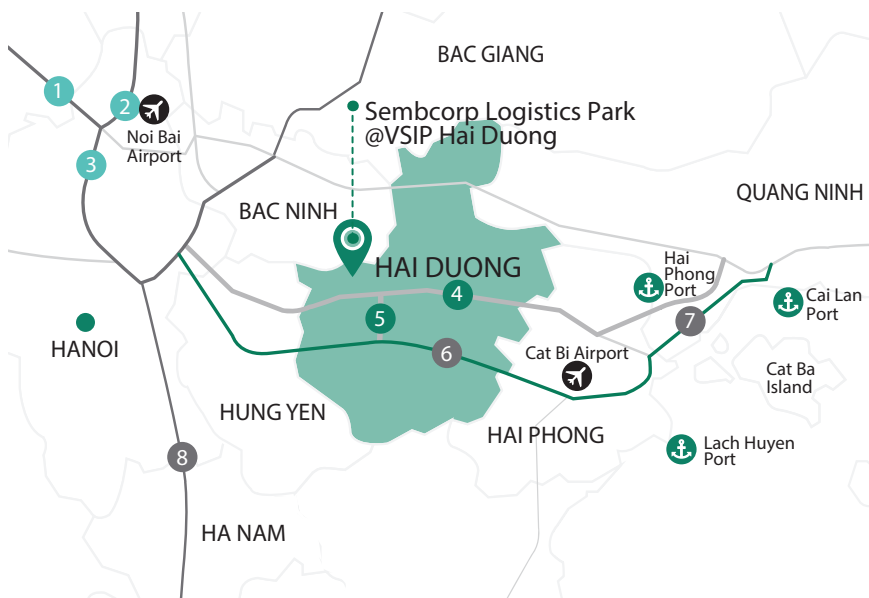 BAC GIANG
1
2
Noi Bai
Airport
3
Sembcorp Logistics Park
@VSIP Hai Duong
QUANG NINH
BAC NINH
HAI DUONG
Hai
Phong
Port
Cai Lan
Port
4
5
6
7
HANOI
Cat Bi Airport
Cat Ba
Island
HUNG YEN
HAI PHONG
Lach Huyen
Port
8
HA NAM